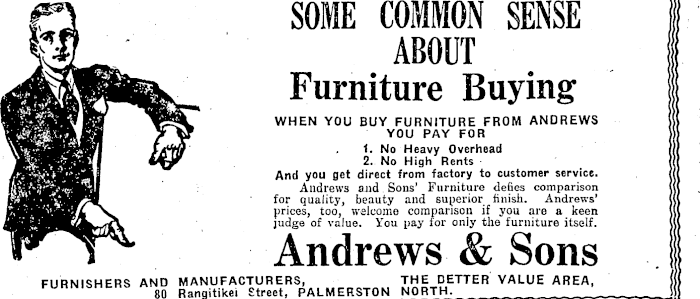 SOME COMMON SENSE
ABOUT
Furniture Buying
WHEN YOU BUY FURNITURE FROM ANDREWS
YOU PAY FOR
1. No Heavy Overhead
2. No High Rents
And you get direct from factory to customer service.
Andrews and Sons' Furniture defies comparison
for quality, beauty and superior finish. Andrews'
prices, too, welcome comparison if you are a keen
judge of value. You pay for only the furniture itself.
Andrews & Sons
FURNISHERS AND MANUFACTURERS, THE BETTER VALUE AREA,
80 Rangitikei Street, PALMERSTON NORTH.